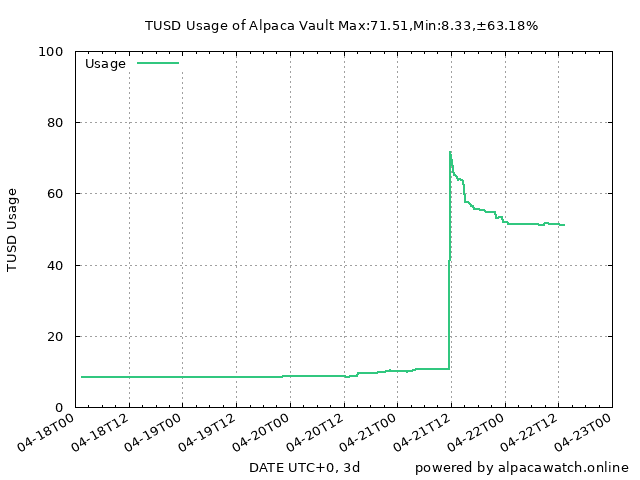 TUSD Usage of Alpaca Vault Max:71.51,Min:8.33,±63.18%
Usage
TUSD Usage
100
80
60
40
20
0
04-18T00
04-18T12
04-19T00
04-19T12
04-20T00
04-20T12
04-21T00
04-21T12
04-22T00
04-22T12
04-23T00
DATE UTC+0, 3d
powered by alpacawatch.online